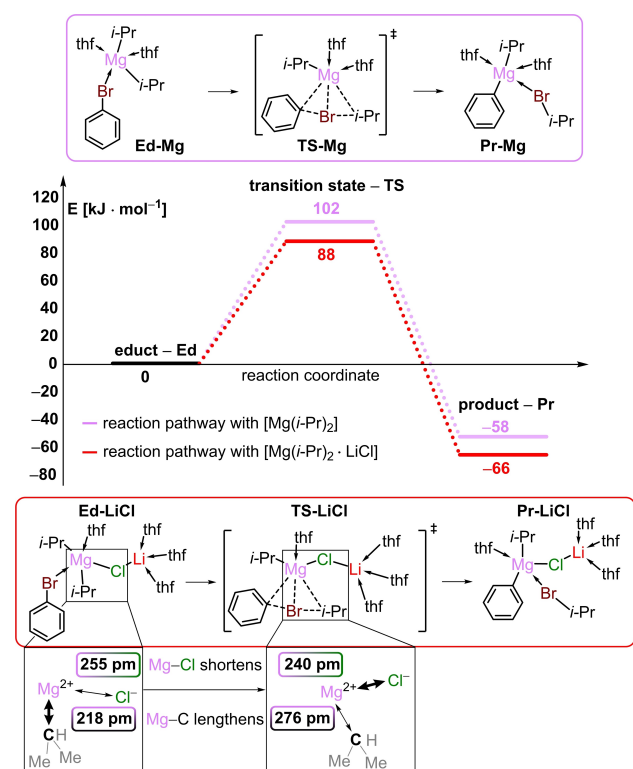 i-Pr
thf
thf
Mg
i-Pr
Br
Ed-Mg
‡
thf
i-Pr
thf
Mg
Br
i-Pr
TS-Mg
i-Pr
thf
thf
Mg
Br
i-Pr
Pr-Mg
transition state – TS
E [kJ · mol⁻¹]
120
100
80
60
40
20
0
−20
−40
−60
−80
102
88
educt – Ed
0
reaction coordinate
product – Pr
−58
−66
reaction pathway with [Mg(i-Pr)₂]
reaction pathway with [Mg(i-Pr)₂ · LiCl]
Ed-LiCl
TS-LiCl
Pr-LiCl
thf
thf
i-Pr
Mg
Li
thf
Cl
Br
i-Pr
thf
‡
thf
i-Pr
Cl
thf
Mg
Li
thf
thf
Br
i-Pr
i-Pr
thf
thf
Li
thf
Mg
Cl
thf
Br
i-Pr
255 pm
Mg–Cl shortens
240 pm
Mg²⁺
Cl⁻
Mg²⁺
Cl⁻
218 pm
Mg–C lengthens
276 pm
C H
Me
Me
C H
Me
Me